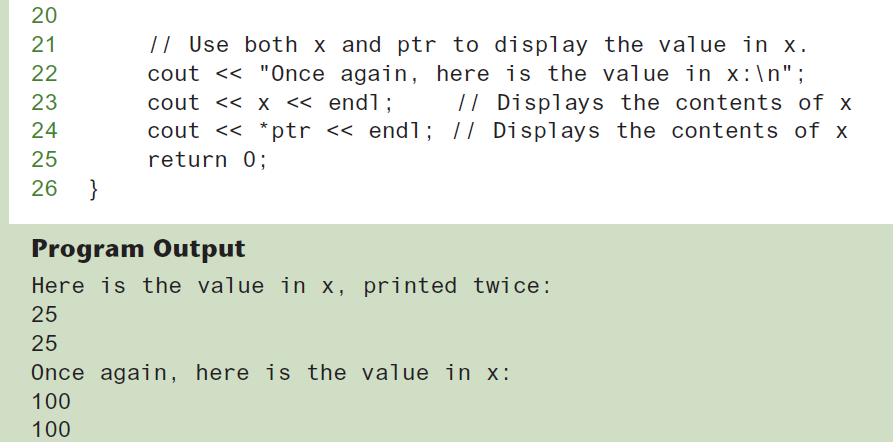 20
21 // Use both x and ptr to display the value in x.
22 cout << "Once again, here is the value in x:\n";
23 cout << x << endl; // Displays the contents of x
24 cout << *ptr << endl; // Displays the contents of x
25 return 0;
26 }
Program Output
Here is the value in x, printed twice:
25
25
Once again, here is the value in x:
100
100